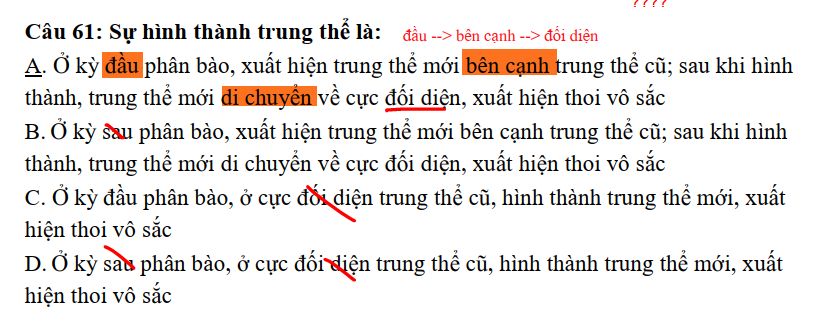 ????
Câu 61: Sự hình thành trung thể là: đầu --> bên cạnh --> đối diện
A. Ở kỳ đầu phân bào, xuất hiện trung thể mới bên cạnh trung thể cũ; sau khi hình
thành, trung thể mới di chuyển về cực đối diện, xuất hiện thoi vô sắc
B. Ở kỳ sau phân bào, xuất hiện trung thể mới bên cạnh trung thể cũ; sau khi hình
thành, trung thể mới di chuyển về cực đối diện, xuất hiện thoi vô sắc
C. Ở kỳ đầu phân bào, ở cực đối diện trung thể cũ, hình thành trung thể mới, xuất
hiện thoi vô sắc
D. Ở kỳ sau phân bào, ở cực đối diện trung thể cũ, hình thành trung thể mới, xuất
hiện thoi vô sắc